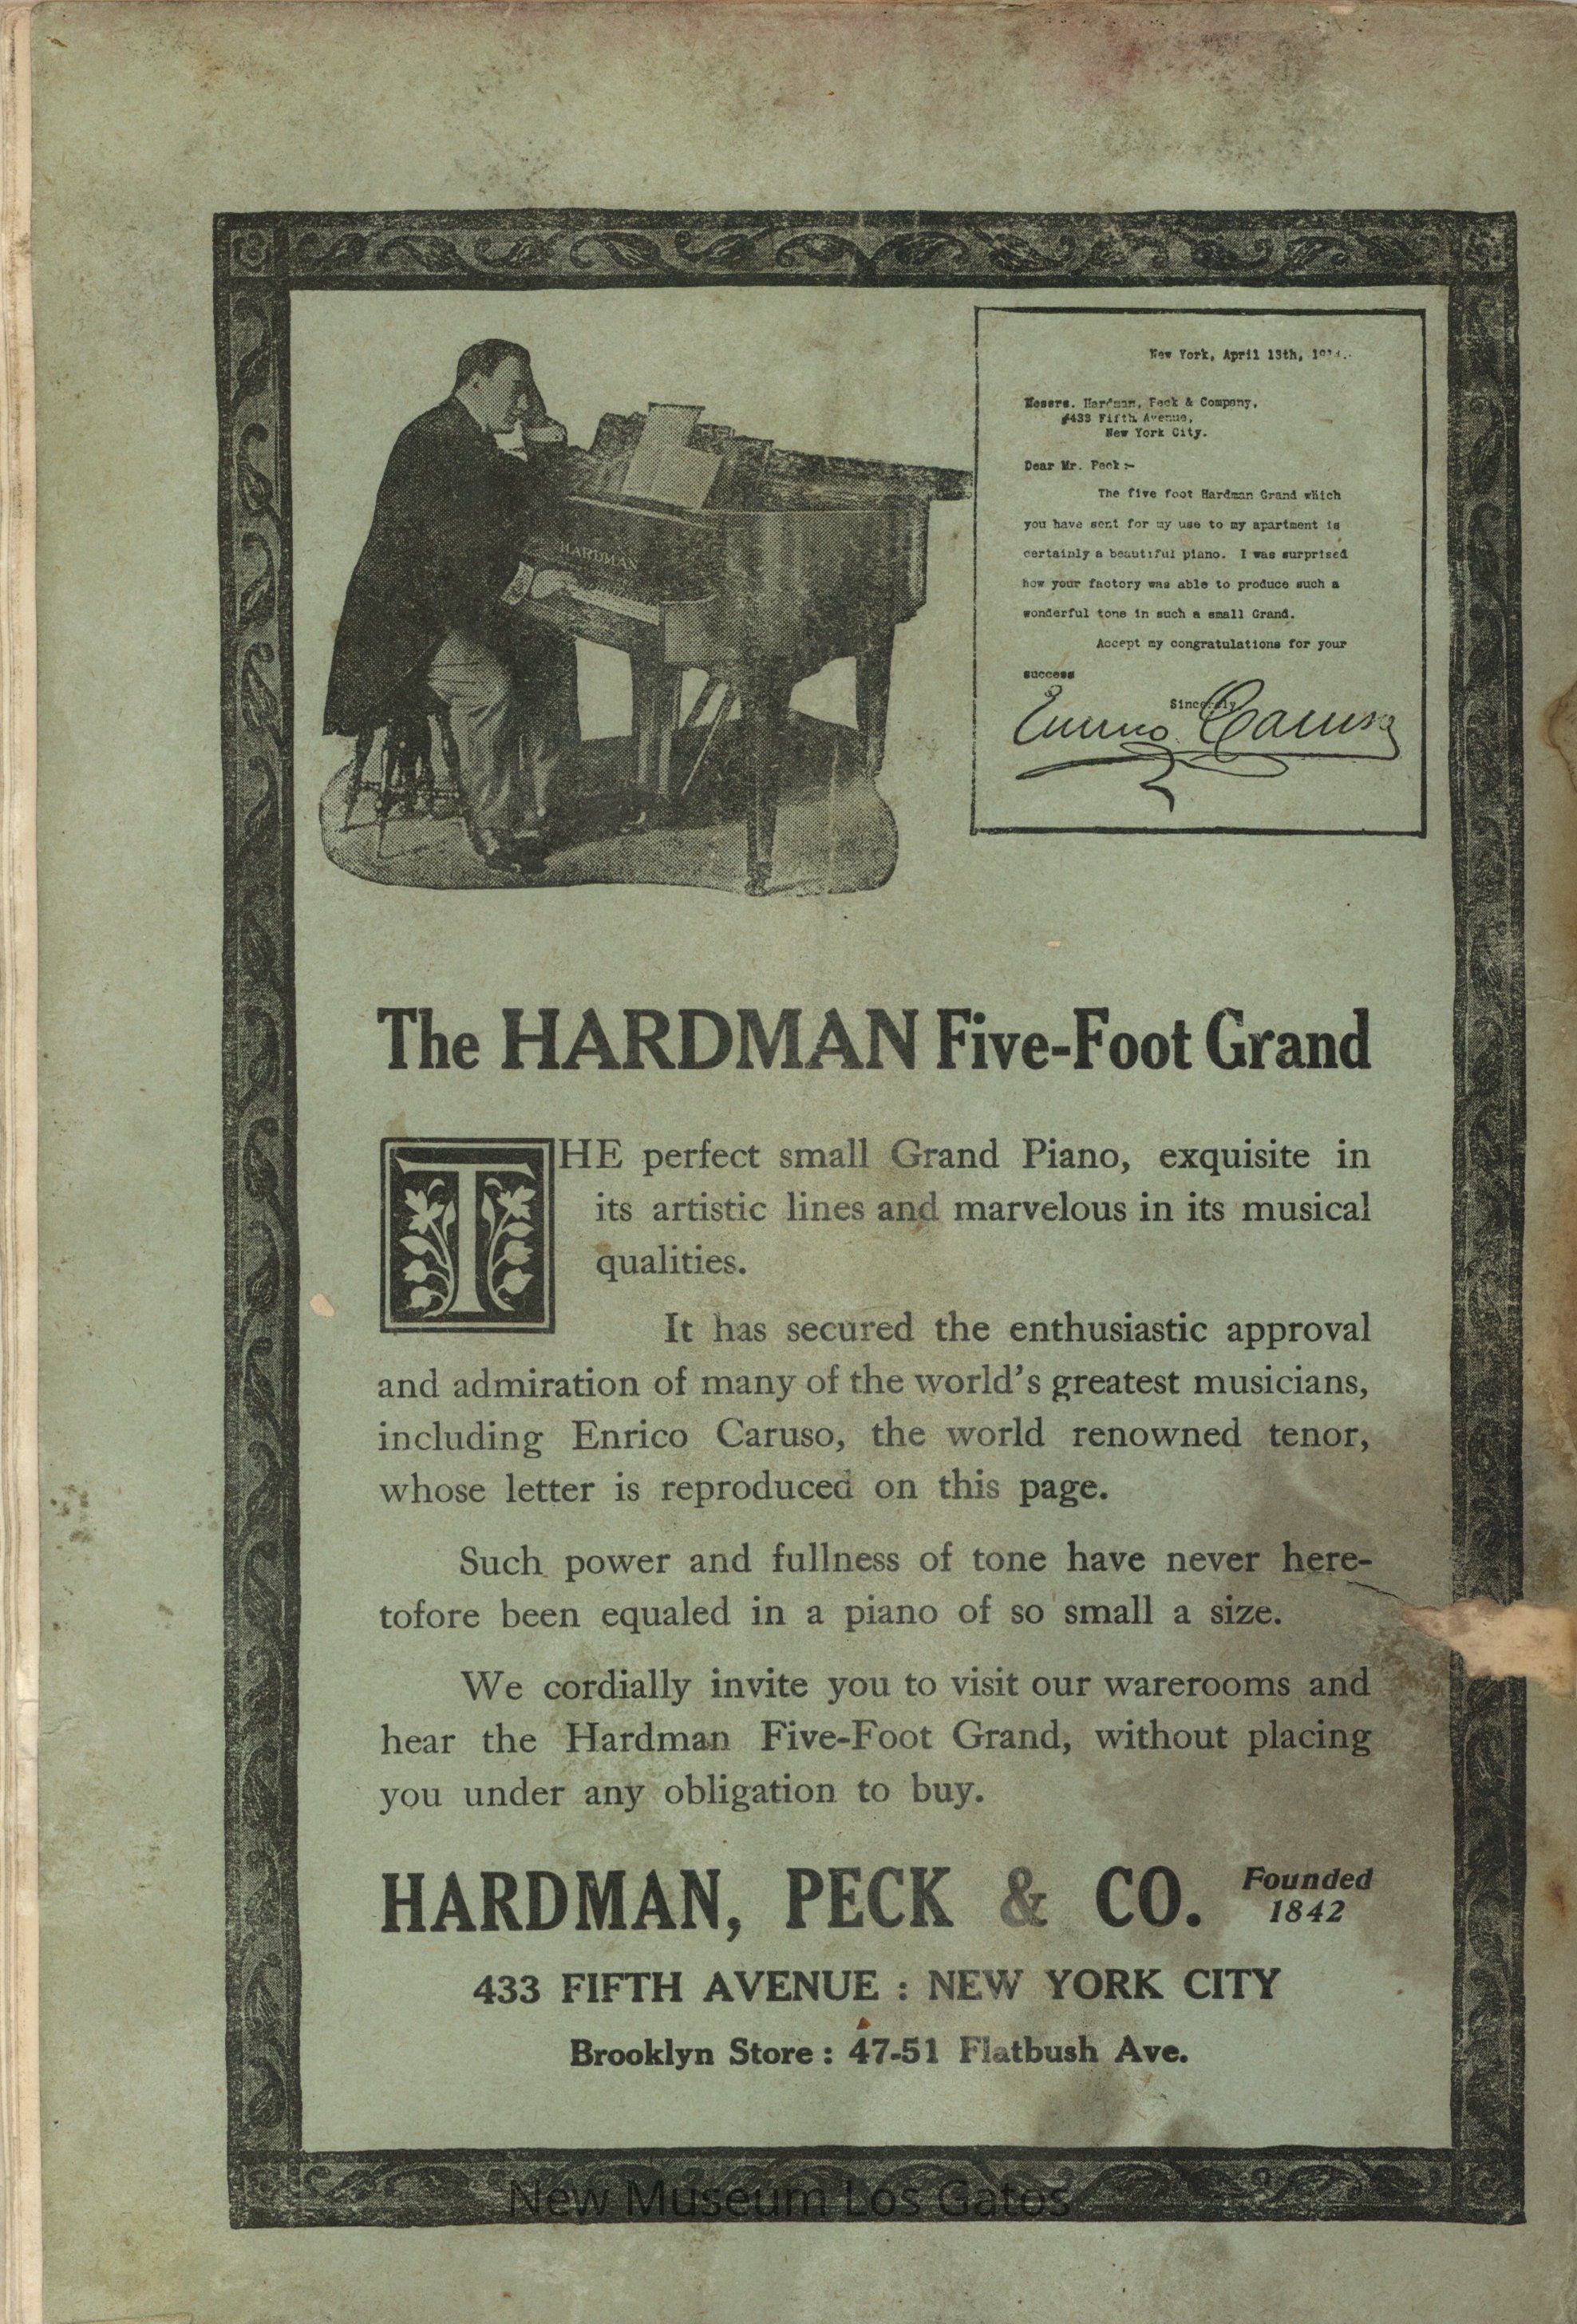 New York, April 13th,
Messrs. Hardman, Peck & Company,
#433 Fifth Avenue,
New York City.
Dear Mr. Peck :-
The five foot Hardman Grand which
you have sent for my use to my apartment is
certainly a beautiful piano. I was surprised
how your factory was able to produce such a
wonderful tone in such a small Grand.
Accept my congratulations for your
success
Sincerely
Enrico Caruso
HARDMAN
The HARDMAN Five-Foot Grand
THE perfect small Grand Piano, exquisite in
its artistic lines and marvelous in its musical
qualities.
It has secured the enthusiastic approval
and admiration of many of the world's greatest musicians,
including Enrico Caruso, the world renowned tenor,
whose letter is reproduced on this page.
Such power and fullness of tone have never here-
tofore been equaled in a piano of so small a size.
We cordially invite you to visit our warerooms and
hear the Hardman Five-Foot Grand, without placing
you under any obligation to buy.
HARDMAN, PECK & CO. Founded
1842
433 FIFTH AVENUE : NEW YORK CITY
Brooklyn Store : 47-51 Flatbush Ave.
New Museum Los Gatos